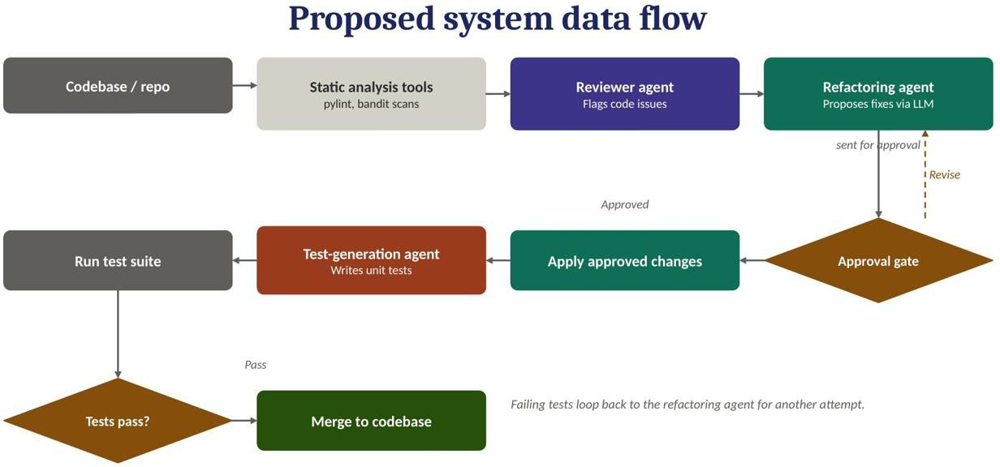 Proposed system data flow
Codebase / repo
Static analysis tools
pylint, bandit scans
Reviewer agent
Flags code issues
Refactoring agent
Proposes fixes via LLM
sent for approval
Revise
Approved
Run test suite
Test-generation agent
Writes unit tests
Apply approved changes
Approval gate
Pass
Tests pass?
Merge to codebase
Failing tests loop back to the refactoring agent for another attempt.